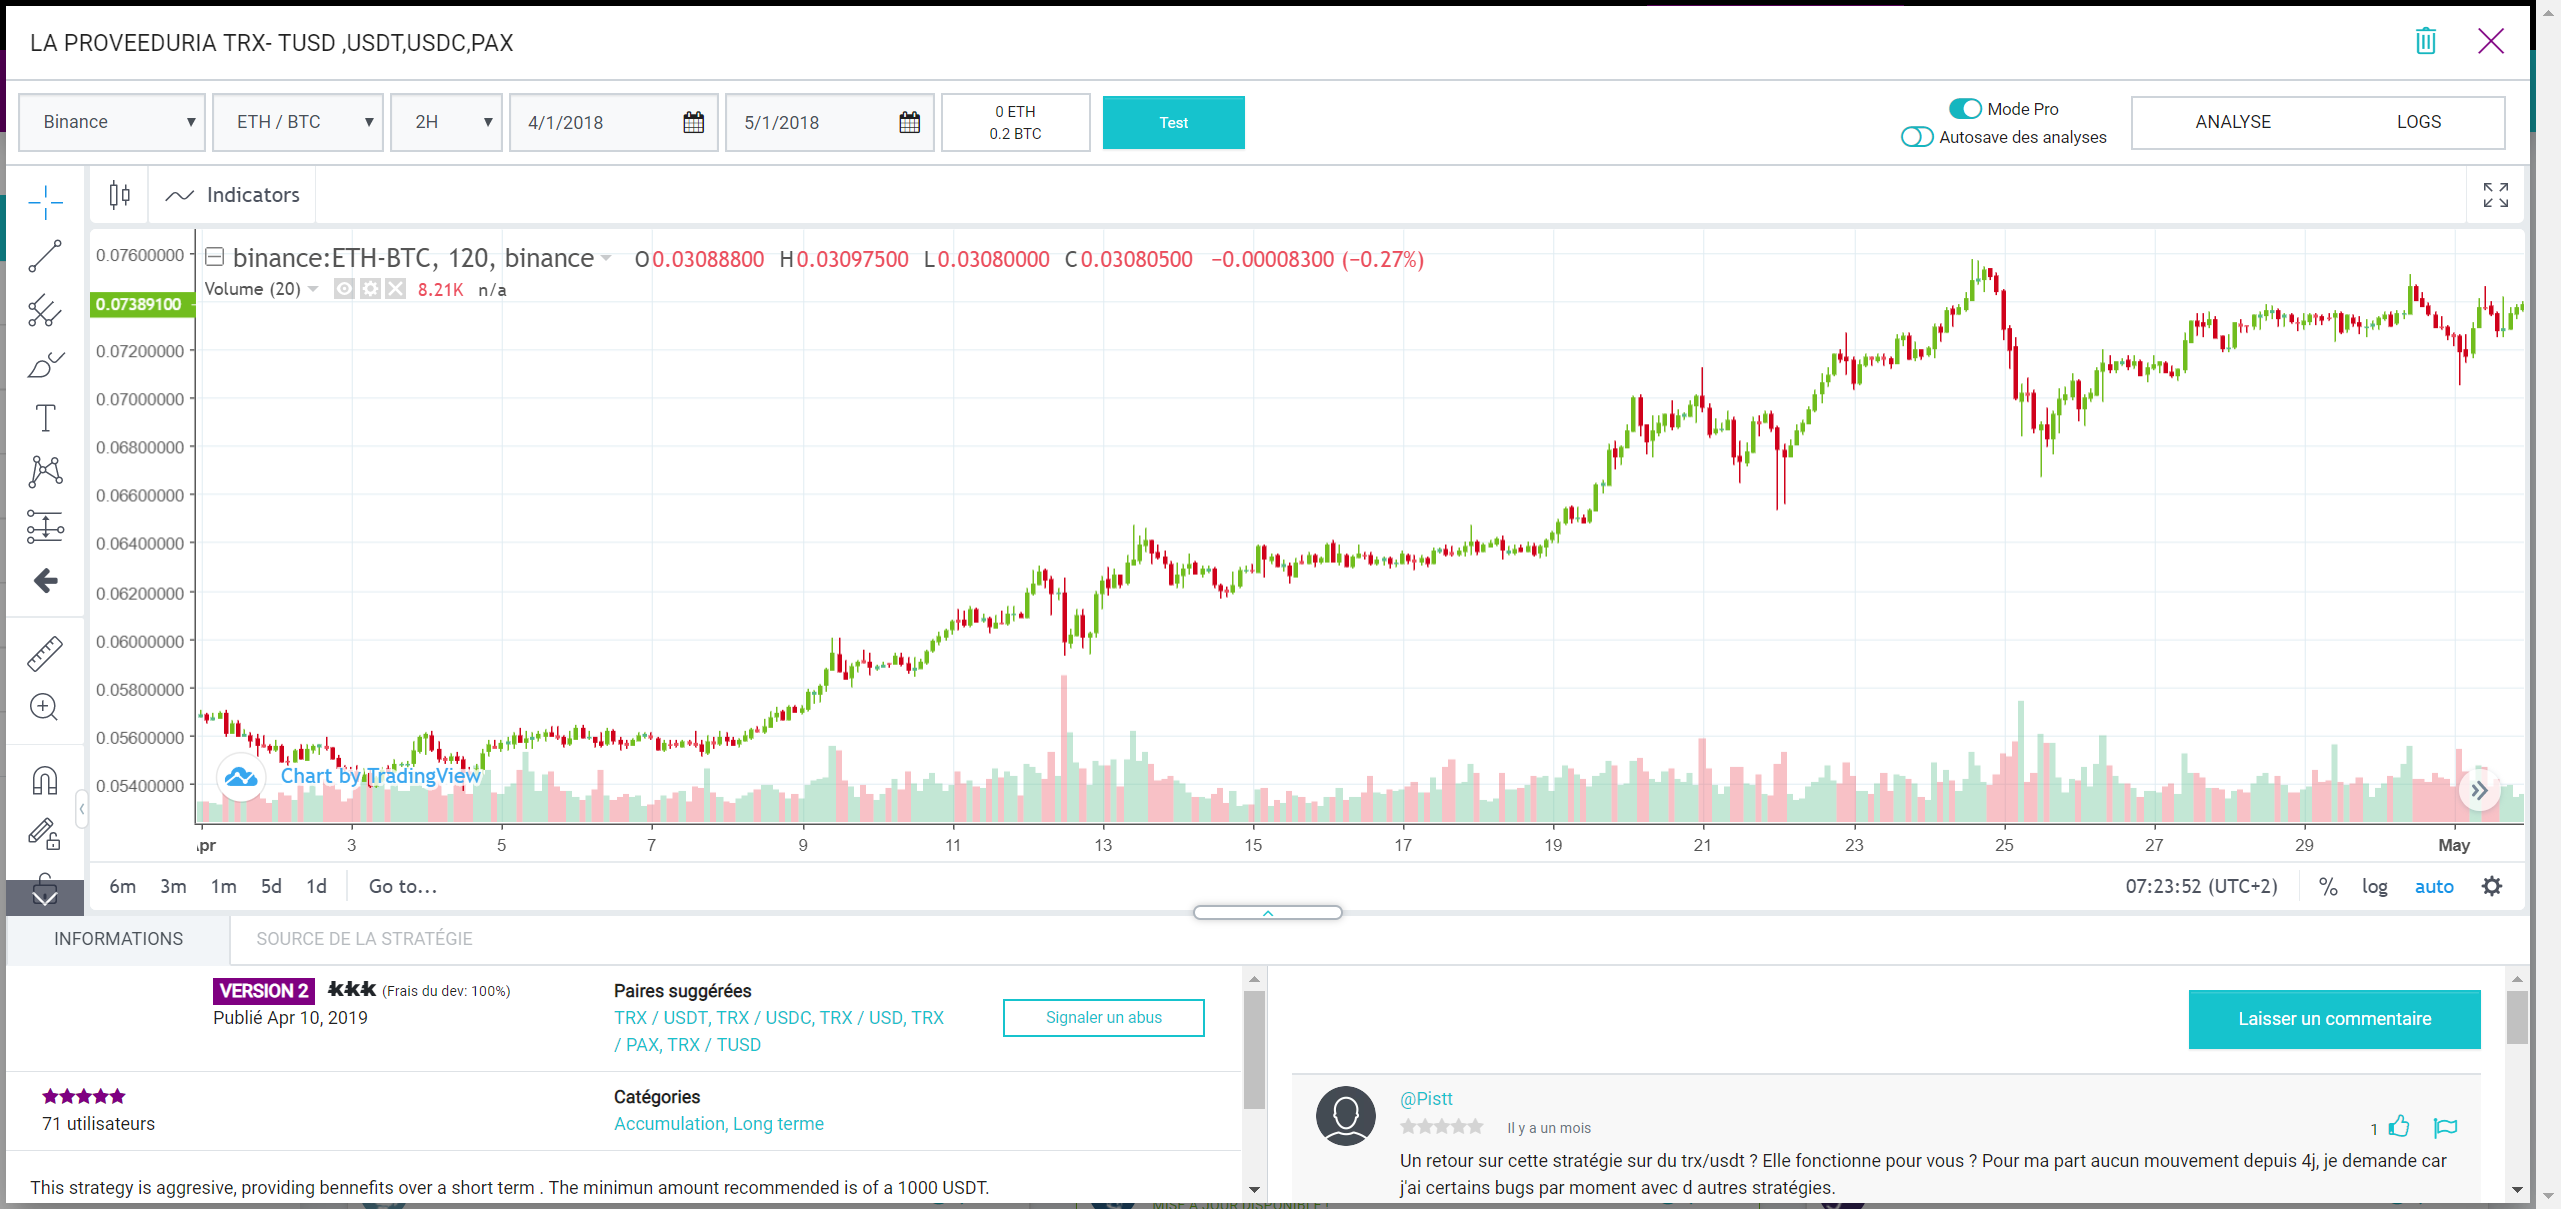 LA PROVEEDURIA TRX- TUSD ,USDT,USDC,PAX
Binance
ETH / BTC
2H
4/1/2018
5/1/2018
0 ETH
0.2 BTC
Test
Mode Pro
Autosave des analyses
ANALYSE
LOGS
Indicators
binance:ETH-BTC, 120, binance
O0.03088800 H0.03097500 L0.03080000 C0.03080500 −0.00008300 (−0.27%)
Volume (20)
8.21K n/a
0.07600000
0.07389100
0.07200000
0.07000000
0.06800000
0.06600000
0.06400000
0.06200000
0.06000000
0.05800000
0.05600000
0.05400000
Chart by TradingView
3 5 7 9 11 13 15 17 19 21 23 25 27 29 May
6m 3m 1m 5d 1d Go to...
07:23:52 (UTC+2) % log auto
INFORMATIONS
SOURCE DE LA STRATÉGIE
VERSION 2
(Frais du dev: 100%)
Publié Apr 10, 2019
Paires suggérées
TRX / USDT, TRX / USDC, TRX / USD, TRX
/ PAX, TRX / TUSD
Signaler un abus
71 utilisateurs
Catégories
Accumulation, Long terme
This strategy is aggresive, providing bennefits over a short term . The minimun amount recommended is of a 1000 USDT.
Laisser un commentaire
@Pistt
Il y a un mois
1
Un retour sur cette stratégie sur du trx/usdt ? Elle fonctionne pour vous ? Pour ma part aucun mouvement depuis 4j, je demande car
j'ai certains bugs par moment avec d autres stratégies.